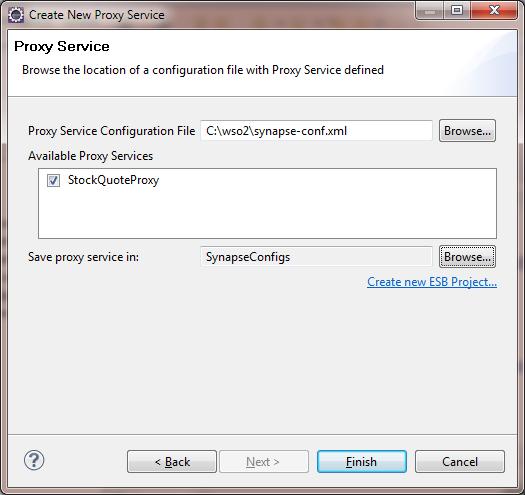 Create New Proxy Service
Proxy Service
Browse the location of a configuration file with Proxy Service defined
Proxy Service Configuration File C:\wso2\synapse-conf.xml Browse...
Available Proxy Services
StockQuoteProxy
Save proxy service in: SynapseConfigs Browse...
Create new ESB Project...
? < Back Next > Finish Cancel